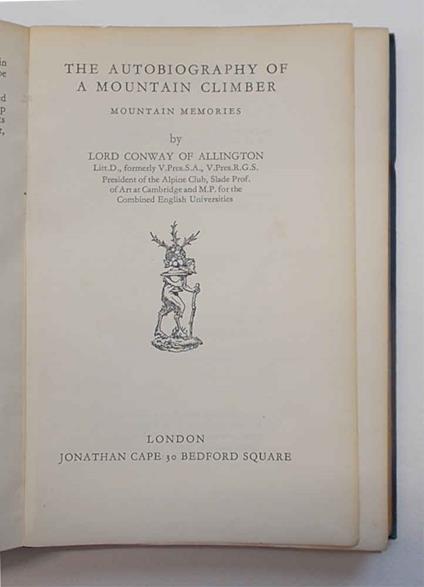 THE AUTOBIOGRAPHY OF
A MOUNTAIN CLIMBER
MOUNTAIN MEMORIES
by
LORD CONWAY OF ALLINGTON
Litt.D., formerly V.Pres.S.A., V.Pres.R.G.S.
President of the Alpine Club, Slade Prof.
of Art at Cambridge and M.P. for the
Combined English Universities
LONDON
JONATHAN CAPE 30 BEDFORD SQUARE